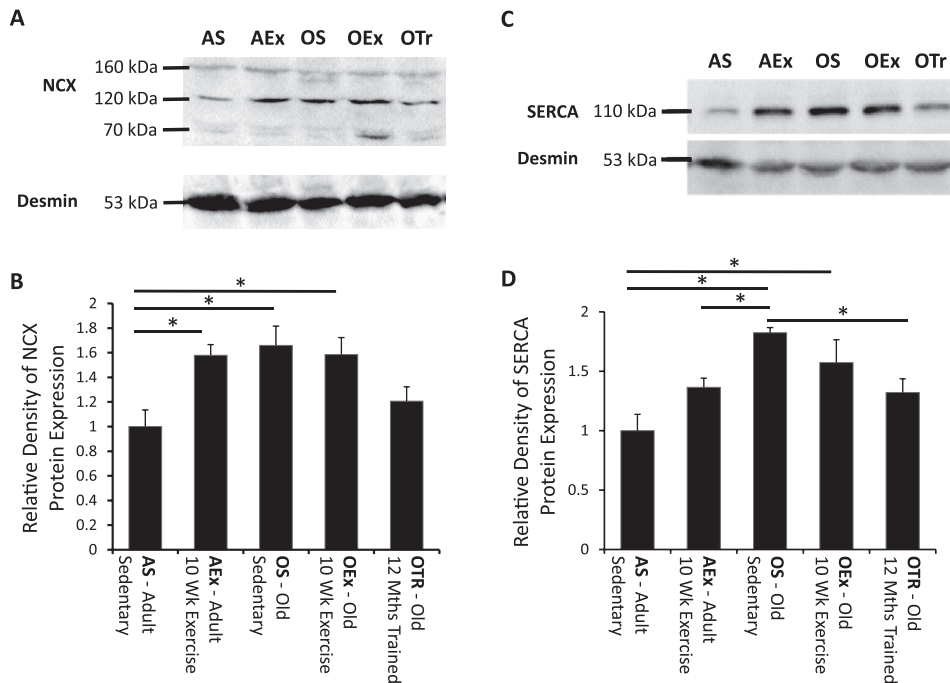 A
AS AEx OS OEx OTr
NCX
160 kDa
120 kDa
70 kDa
Desmin 53 kDa
B
* * *
Relative Density of NCX
Protein Expression
2
1.8
1.6
1.4
1.2
1
0.8
0.6
0.4
0.2
0
AS - Adult
Sedentary
AEx - Adult
10 Wk Exercise
OS - Old
Sedentary
OEx - Old
10 Wk Exercise
OTR - Old
12 Mths Trained
C
AS AEx OS OEx OTr
SERCA 110 kDa
Desmin 53 kDa
D
* * * *
Relative Density of SERCA
Protein Expression
2
1.5
1
0.5
0
AS - Adult
Sedentary
AEx - Adult
10 Wk Exercise
OS - Old
Sedentary
OEx - Old
10 Wk Exercise
OTR - Old
12 Mths Trained